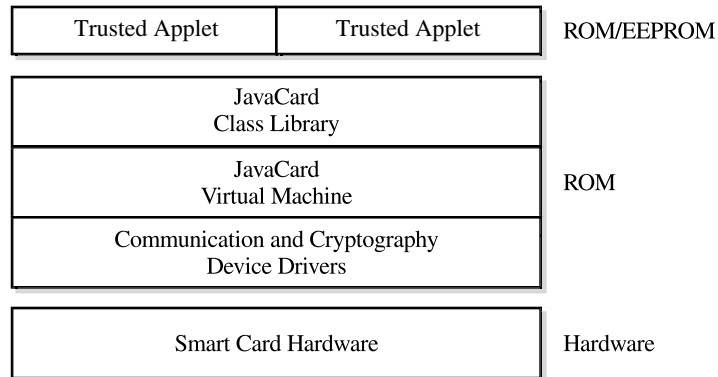 Trusted Applet
Trusted Applet
ROM/EEPROM
JavaCard
Class Library
JavaCard
Virtual Machine
ROM
Communication and Cryptography
Device Drivers
Smart Card Hardware
Hardware